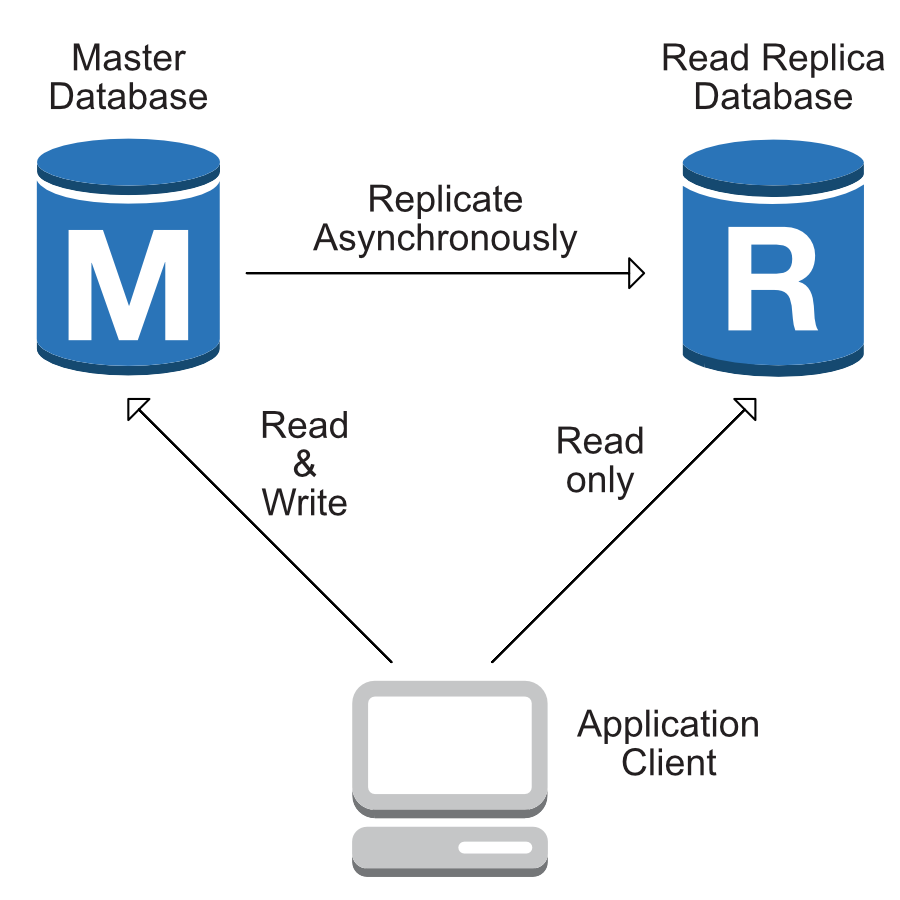 Master
Database
Read Replica
Database
Replicate
Asynchronously
M
R
Read
&
Write
Read
only
Application
Client